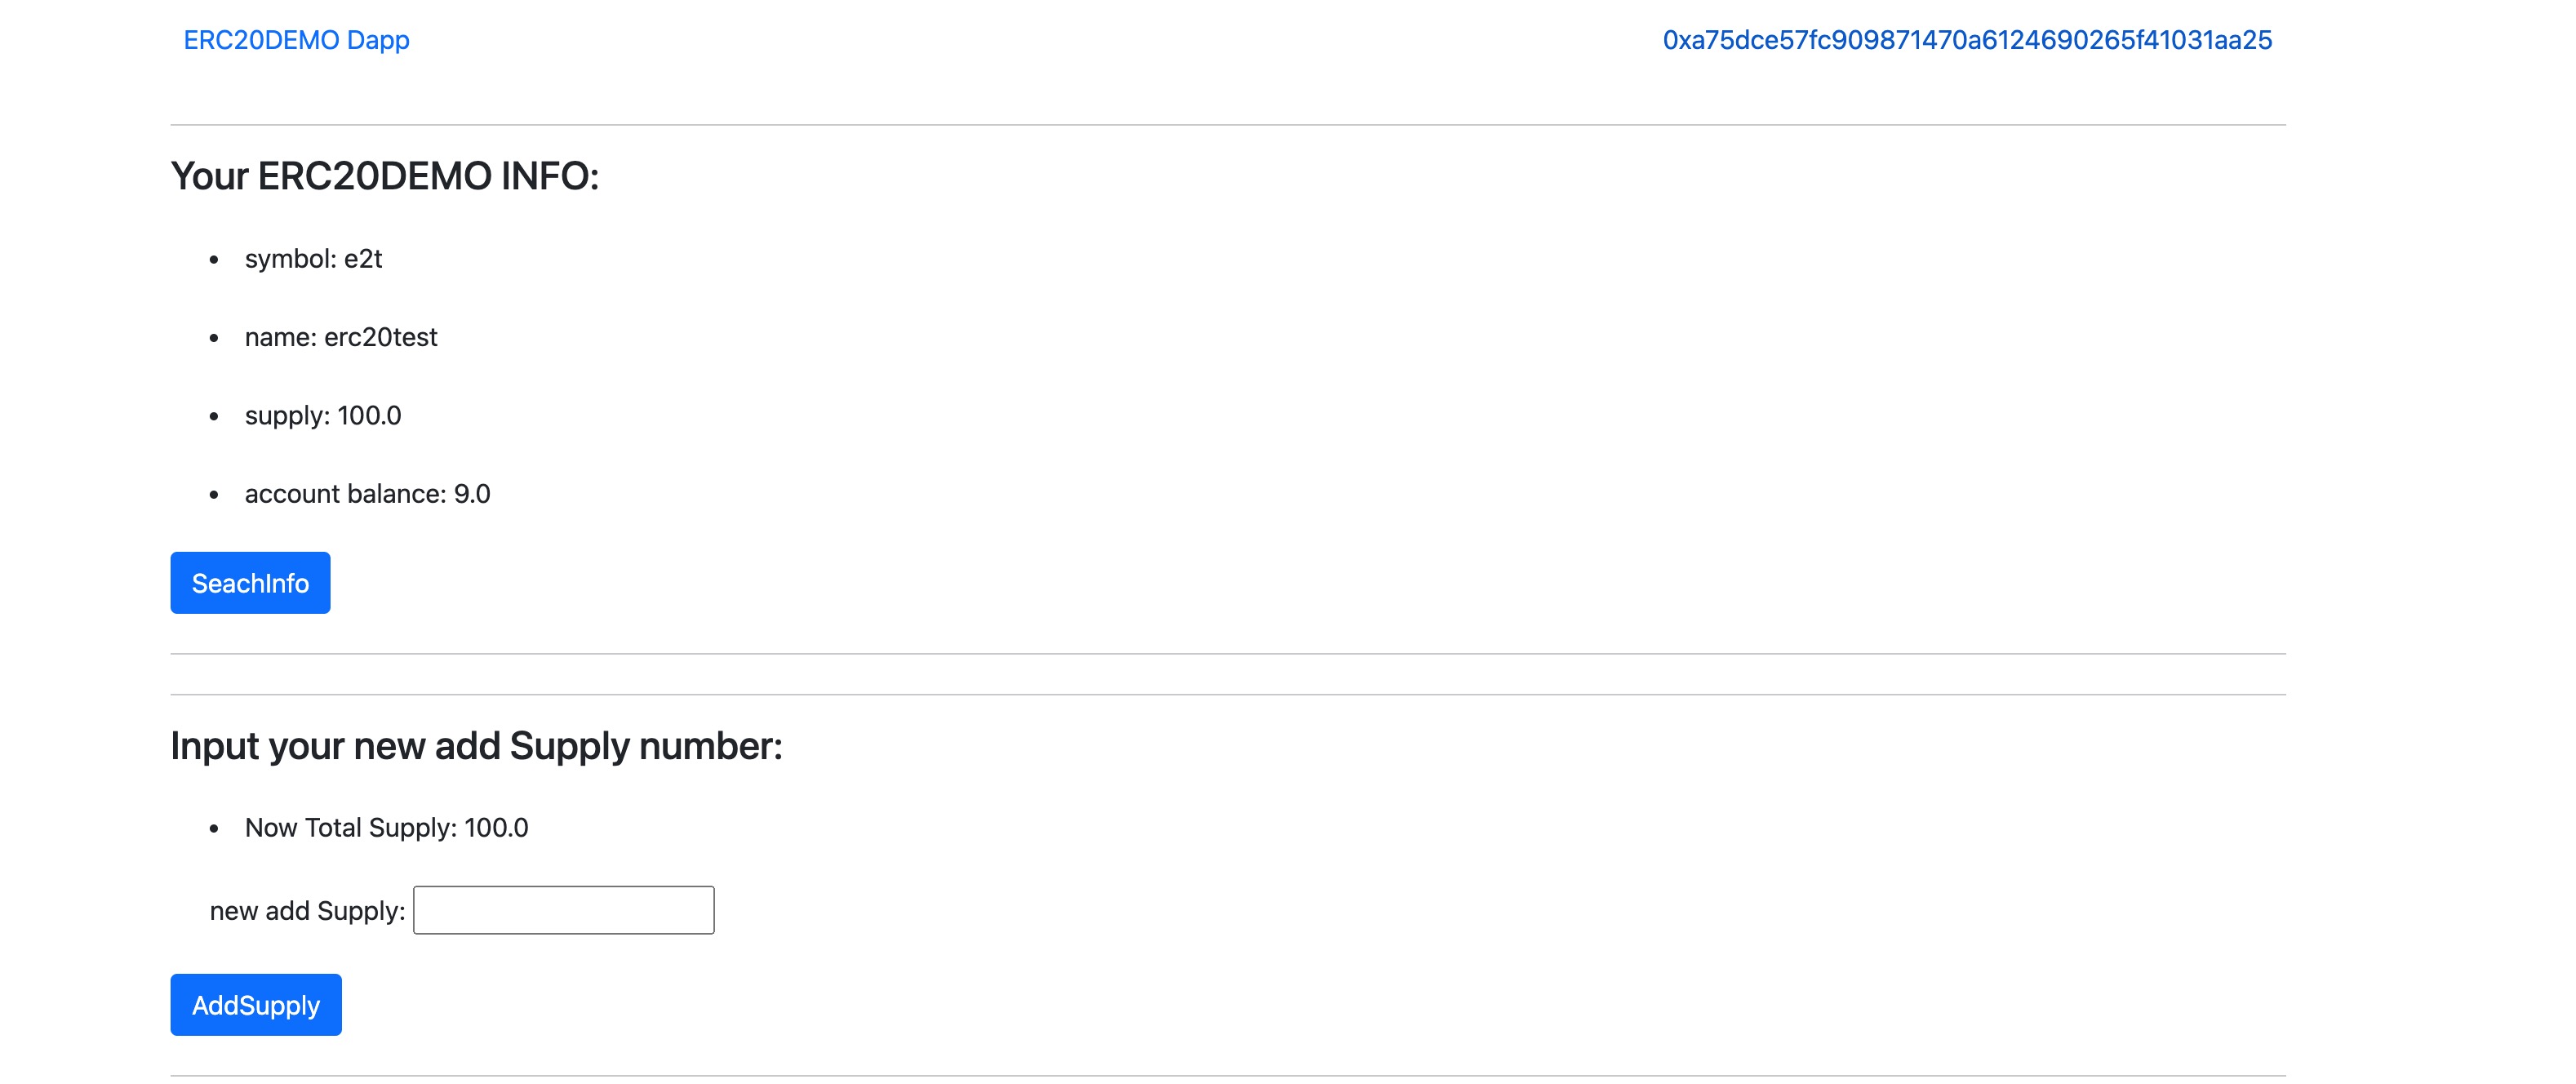 ERC20DEMO Dapp
0xa75dce57fc909871470a6124690265f41031aa25
Your ERC20DEMO INFO:
symbol: e2t
name: erc20test
supply: 100.0
account balance: 9.0
SeachInfo
Input your new add Supply number:
Now Total Supply: 100.0
new add Supply:
AddSupply